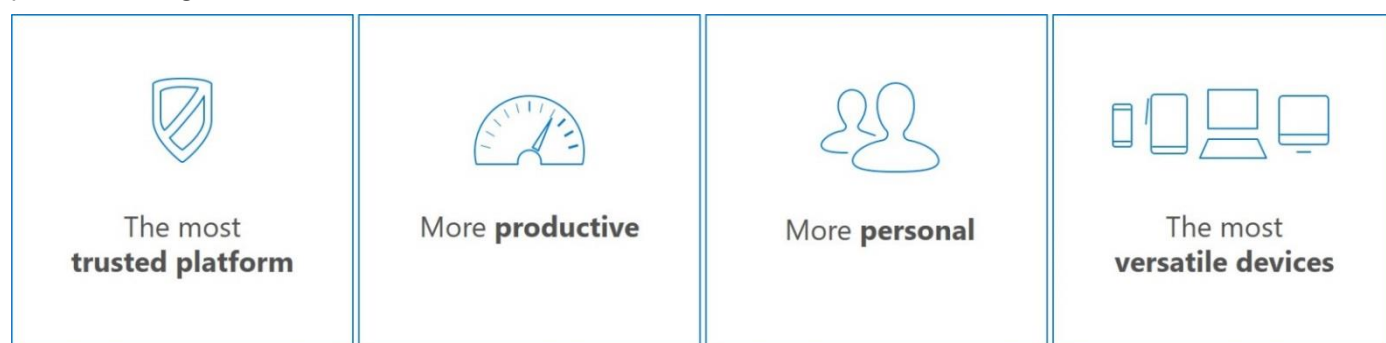 The most
trusted platform
More productive
More personal
The most
versatile devices